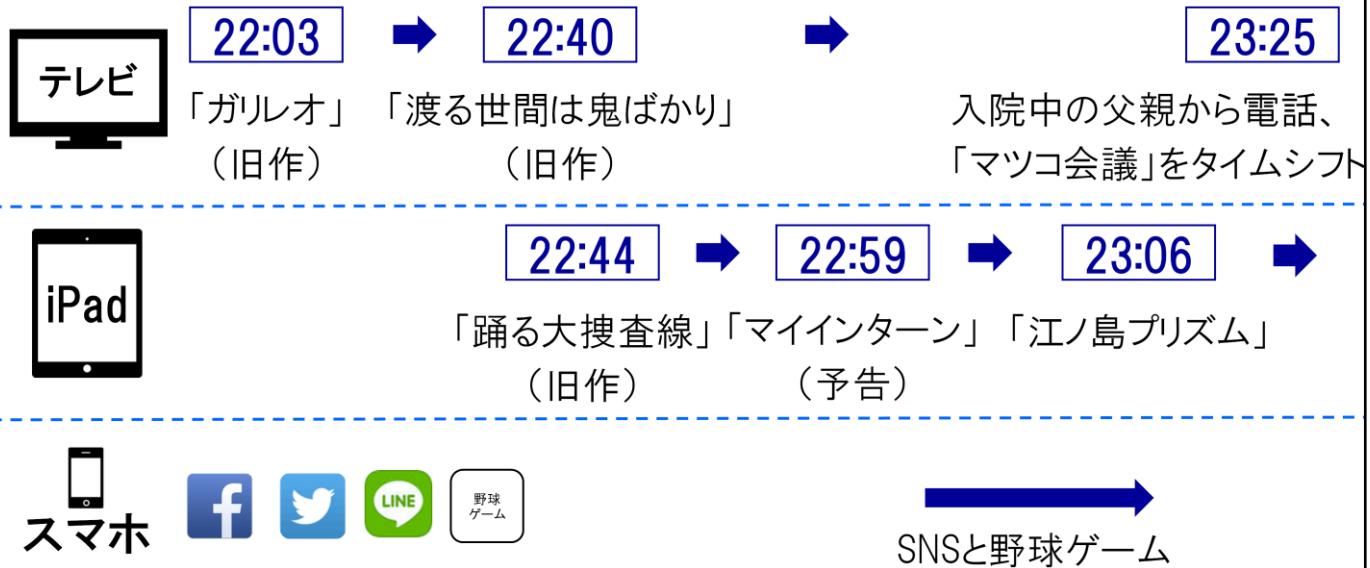 テレビ
22:03
22:40
23:25
「ガリレオ」
(旧作)
「渡る世間は鬼ばかり」
(旧作)
入院中の父親から電話、
「マツコ会議」をタイムシフト
iPad
22:44
22:59
23:06
「踊る大捜査線」
(旧作)
「マイインターン」
(予告)
「江ノ島プリズム」
スマホ
f
LINE
野球
ゲーム
SNSと野球ゲーム